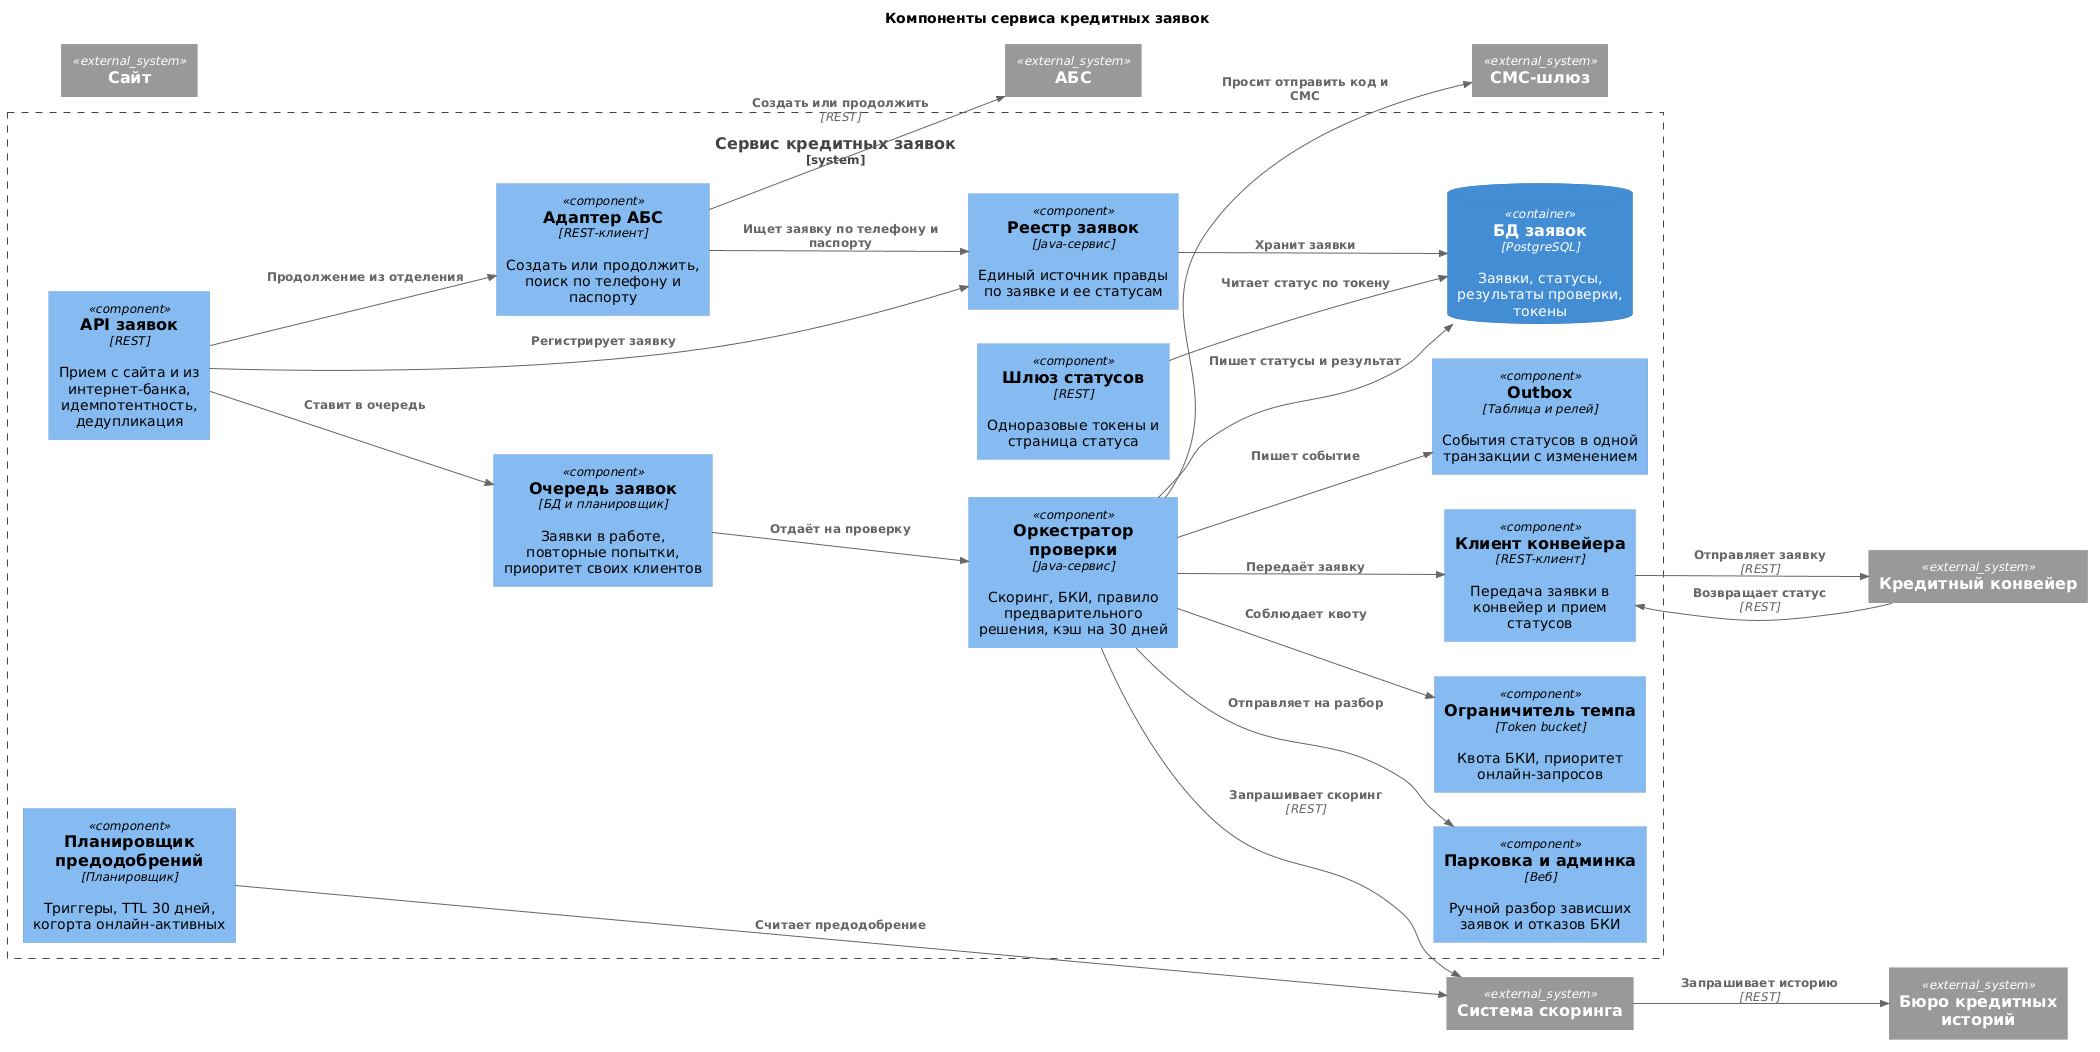 Компоненты сервиса кредитных заявок
«external_system»
Сайт
«external_system»
АБС
«external_system»
СМС-шлюз
Просит отправить код и
СМС
Создать или продолжить
[REST]
Сервис кредитных заявок
[system]
«component»
Адаптер АБС
[REST-клиент]
Создать или продолжить,
поиск по телефону и
паспорту
Ищет заявку по телефону и
паспорту
«component»
Реестр заявок
[Java-сервис]
Единый источник правды
по заявке и ее статусам
Хранит заявки
«container»
БД заявок
[PostgreSQL]
Заявки, статусы,
результаты проверки,
токены
Продолжение из отделения
Читает статус по токену
«component»
API заявок
[REST]
Прием с сайта и из
интернет-банка,
идемпотентность,
дедупликация
Регистрирует заявку
«component»
Шлюз статусов
[REST]
Одноразовые токены и
страница статуса
Пишет статусы и результат
«component»
Outbox
[Таблица и релей]
События статусов в одной
транзакции с изменением
Ставит в очередь
Пишет событие
«component»
Очередь заявок
[БД и планировщик]
Заявки в работе,
повторные попытки,
приоритет своих клиентов
Отдаёт на проверку
«component»
Оркестратор
проверки
[Java-сервис]
Скоринг, БКИ, правило
предварительного
решения, кэш на 30 дней
Передаёт заявку
«component»
Клиент конвейера
[REST-клиент]
Передача заявки в
конвейер и прием
статусов
Отправляет заявку
[REST]
Возвращает статус
[REST]
«external_system»
Кредитный конвейер
Соблюдает квоту
«component»
Ограничитель темпа
[Token bucket]
Квота БКИ, приоритет
онлайн-запросов
Отправляет на разбор
Запрашивает скоринг
[REST]
«component»
Парковка и админка
[Веб]
Ручной разбор зависших
заявок и отказов БКИ
«component»
Планировщик
предодобрений
[Планировщик]
Триггеры, TTL 30 дней,
когорта онлайн-активных
Считает предодобрение
«external_system»
Система скоринга
Запрашивает историю
[REST]
«external_system»
Бюро кредитных
историй